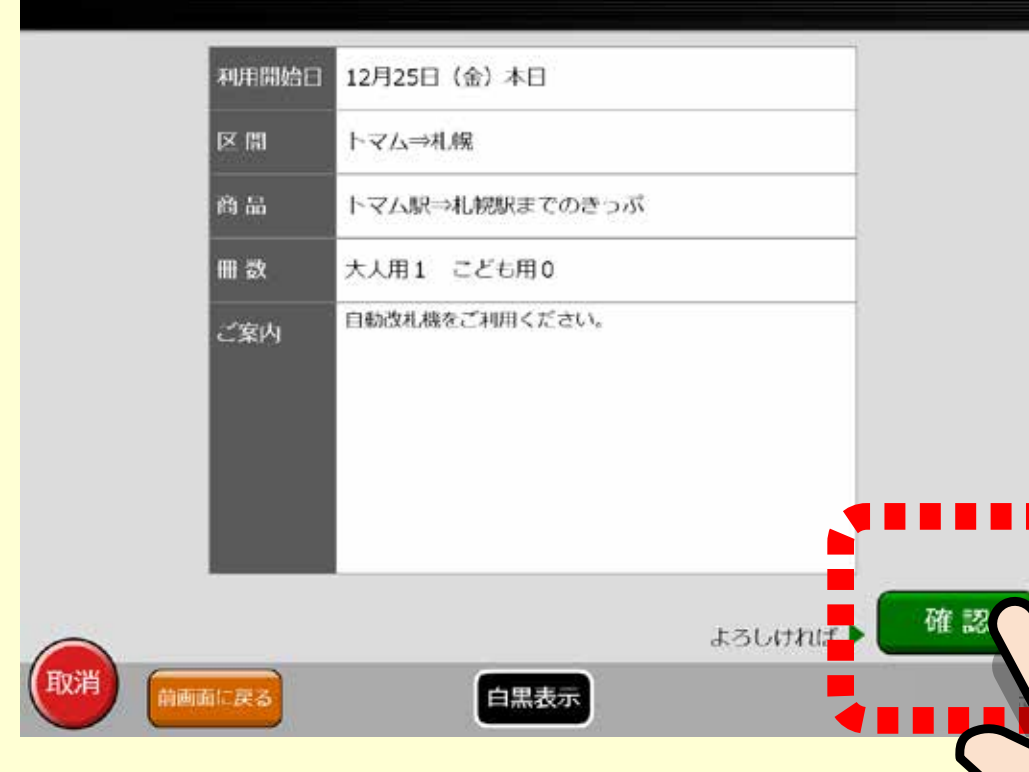 利用開始日 12月25日（金）本日
区 間 トマム⇒札幌
商 品 トマム駅⇒札幌駅までのきっぷ
冊 数 大人用１　こども用０
ご案内 自動改札機をご利用ください。
よろしければ
確 認
取消
前画面に戻る
白黒表示